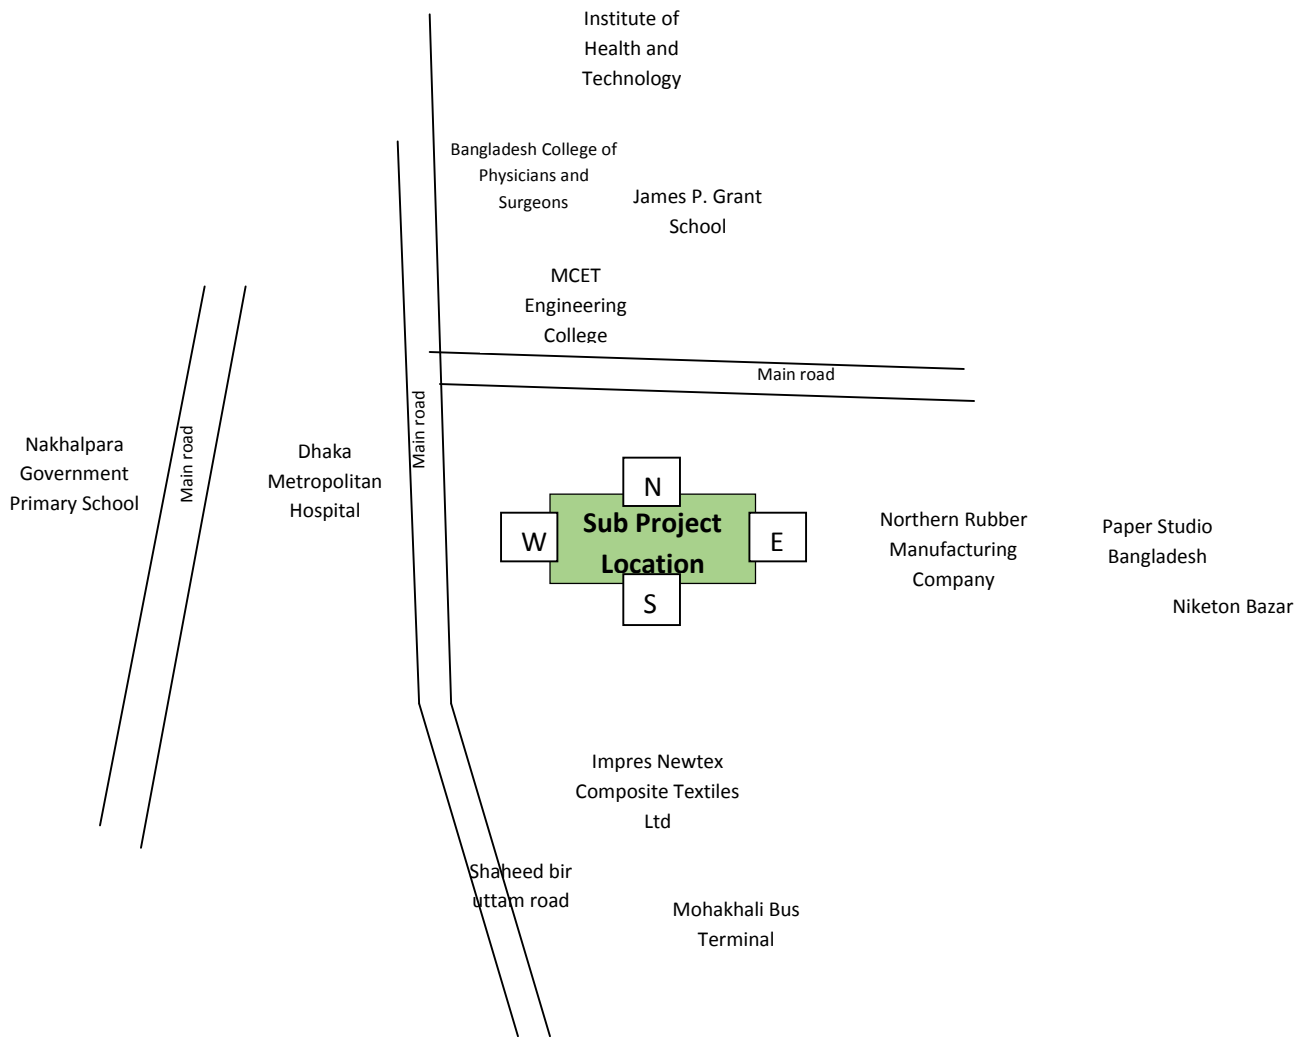 Institute of
Health and
Technology
Bangladesh College of
Physicians and
Surgeons
James P. Grant
School
MCET
Engineering
College
Main road
Nakhalpara
Government
Primary School
Main road
Dhaka
Metropolitan
Hospital
Main road
N
W
Sub Project
Location
E
S
Northern Rubber
Manufacturing
Company
Paper Studio
Bangladesh
Niketon Bazar
Impres Newtex
Composite Textiles
Ltd
Shaheed bir
uttam road
Mohakhali Bus
Terminal